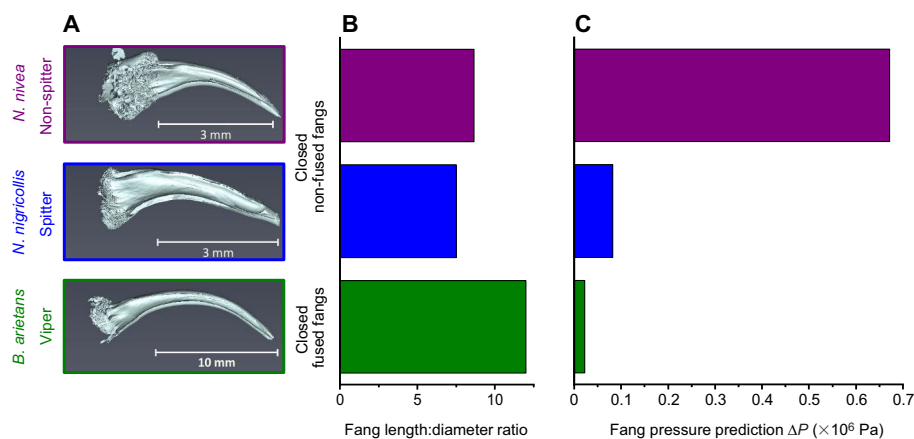 A
B
C
N. nivea
Non-spitter
3 mm
N. nigricollis
Spitter
3 mm
B. arietans
Viper
10 mm
Closed
non-fused fangs
Closed
fused fangs
0 5 10
Fang length:diameter ratio
0 0.1 0.2 0.3 0.4 0.5 0.6 0.7
Fang pressure prediction ΔP (×10⁶ Pa)